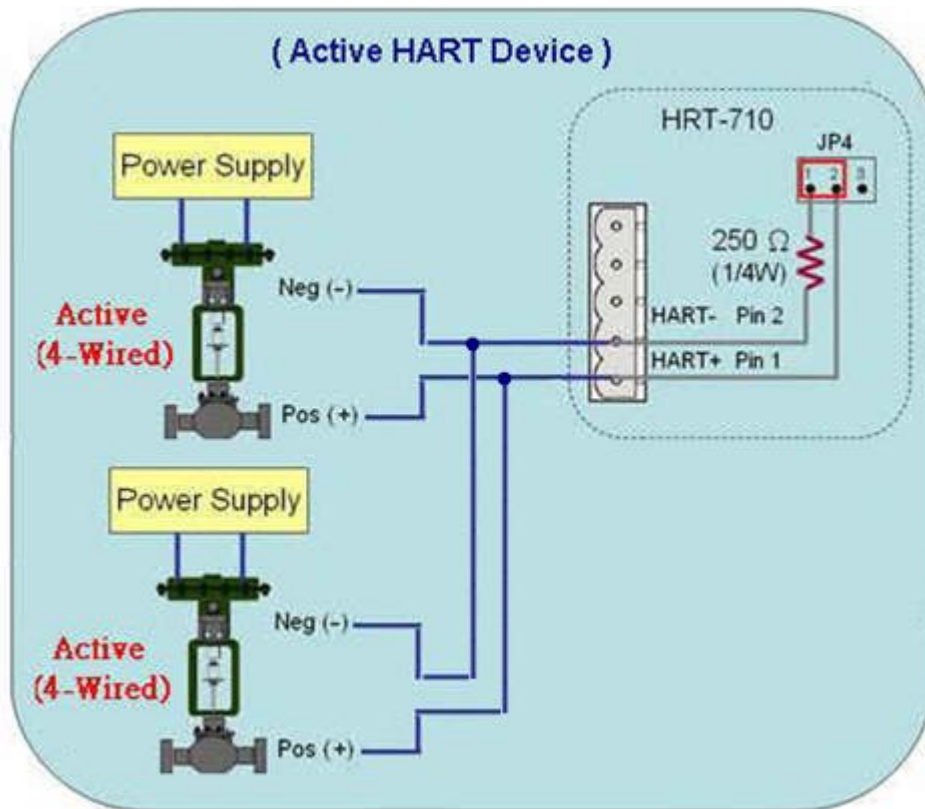 ( Active HART Device )
HRT-710
JP4
1 2 3
Power Supply
250 Ω
(1/4W)
Neg (-)
Active
(4-Wired)
HART- Pin 2
HART+ Pin 1
Pos (+)
Power Supply
Neg (-)
Active
(4-Wired)
Pos (+)